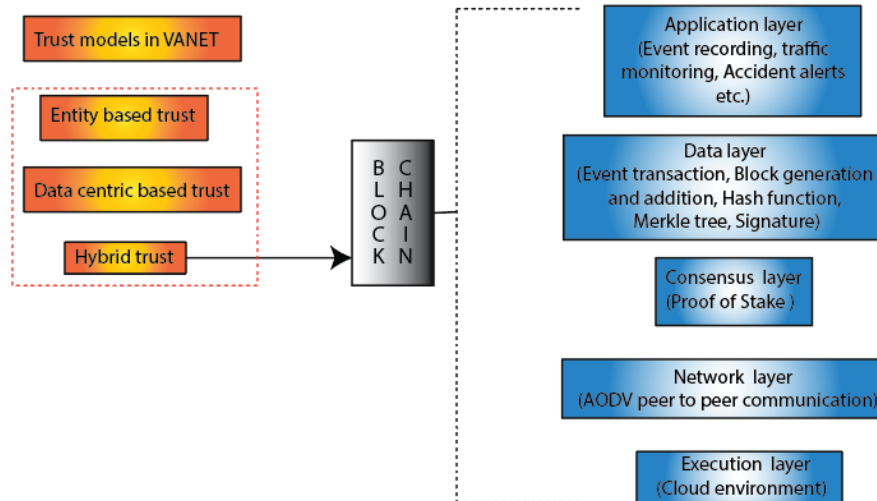 Trust models in VANET
Entity based trust
Data centric based trust
Hybrid trust
BLOCK
CHAIN
Application layer
(Event recording, traffic
monitoring, Accident alerts
etc.)
Data layer
(Event transaction, Block generation
and addition, Hash function,
Merkle tree, Signature)
Consensus layer
(Proof of Stake )
Network layer
(AODV peer to peer communication)
Execution layer
(Cloud environment)